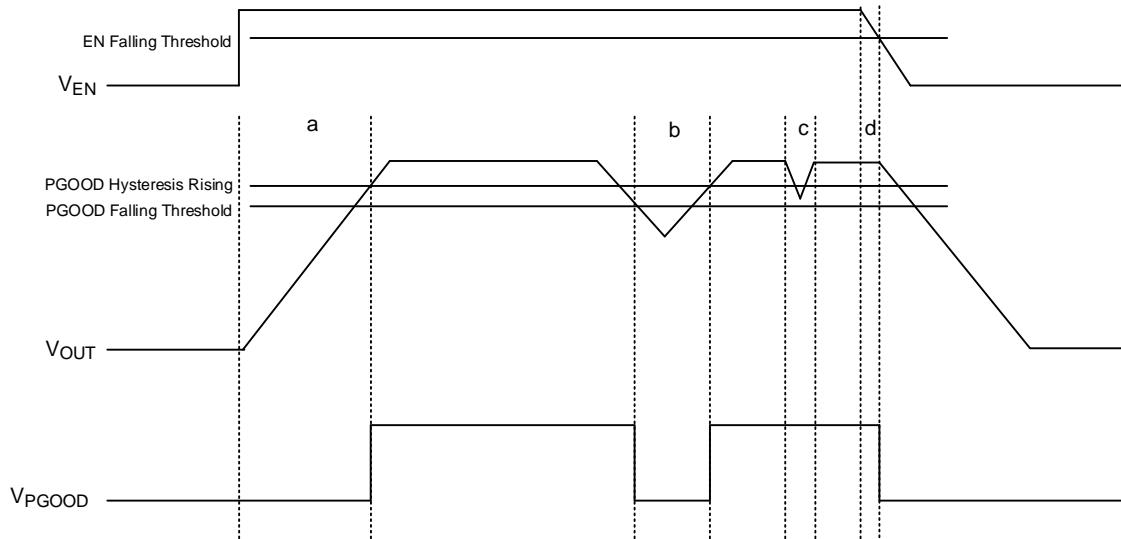 EN Falling Threshold
VEN
a
b
c
d
PGOOD Hysteresis Rising
PGOOD Falling Threshold
VOUT
VPGOOD